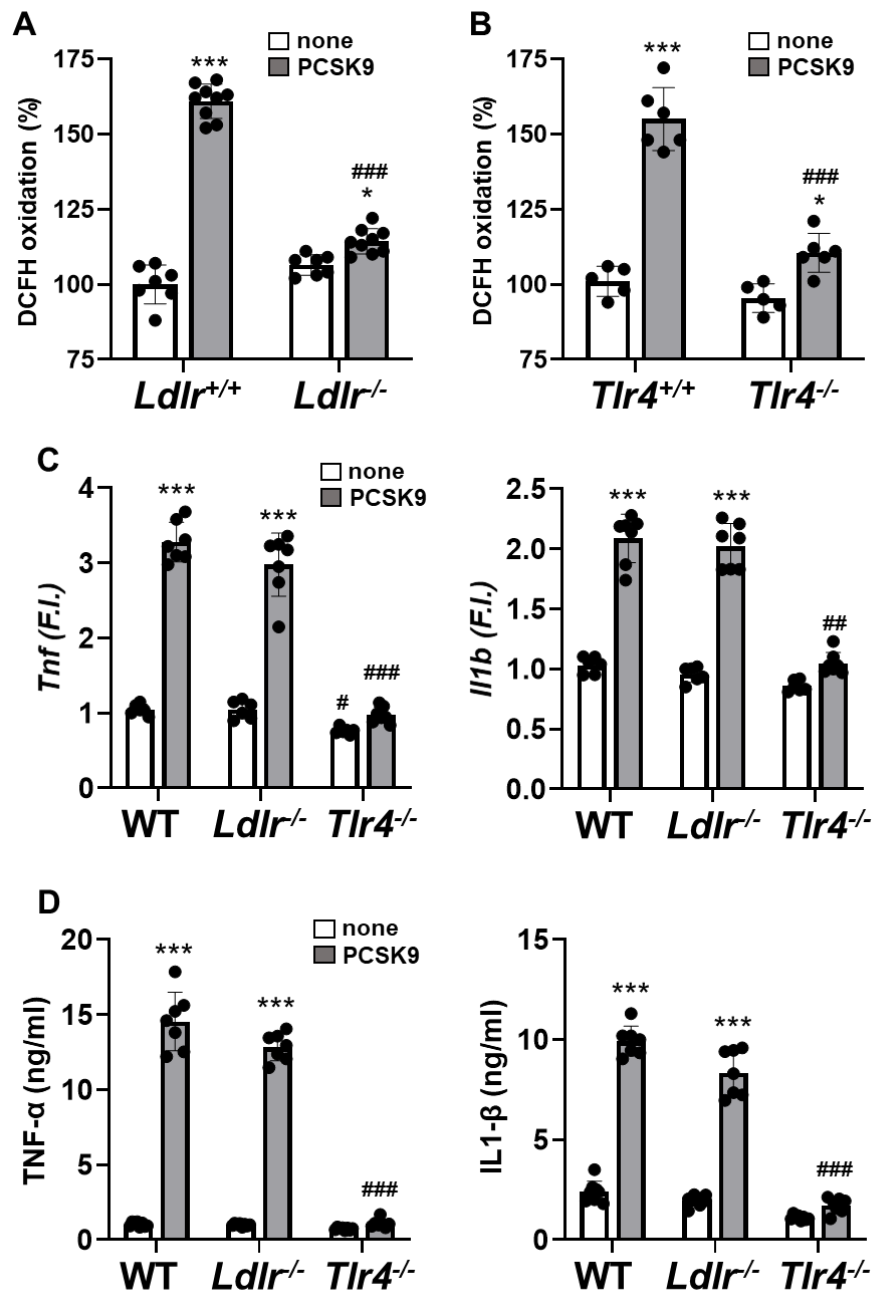 A
none
PCSK9
DCFH oxidation (%)
175
150
125
100
75
***
###
*
Ldlr+/+ Ldlr-/-
B
none
PCSK9
DCFH oxidation (%)
175
150
125
100
75
***
###
*
Tlr4+/+ Tlr4-/-
C
none
PCSK9
Tnf (F.I.)
4
3
2
1
0
***
***
#
###
WT Ldlr-/- Tlr4-/-
Il1b (F.I.)
2.5
2.0
1.5
1.0
0.5
0.0
***
***
##
WT Ldlr-/- Tlr4-/-
D
none
PCSK9
TNF-α (ng/ml)
20
15
10
5
0
***
***
###
WT Ldlr-/- Tlr4-/-
IL1-β (ng/ml)
15
10
5
0
***
***
###
WT Ldlr-/- Tlr4-/-